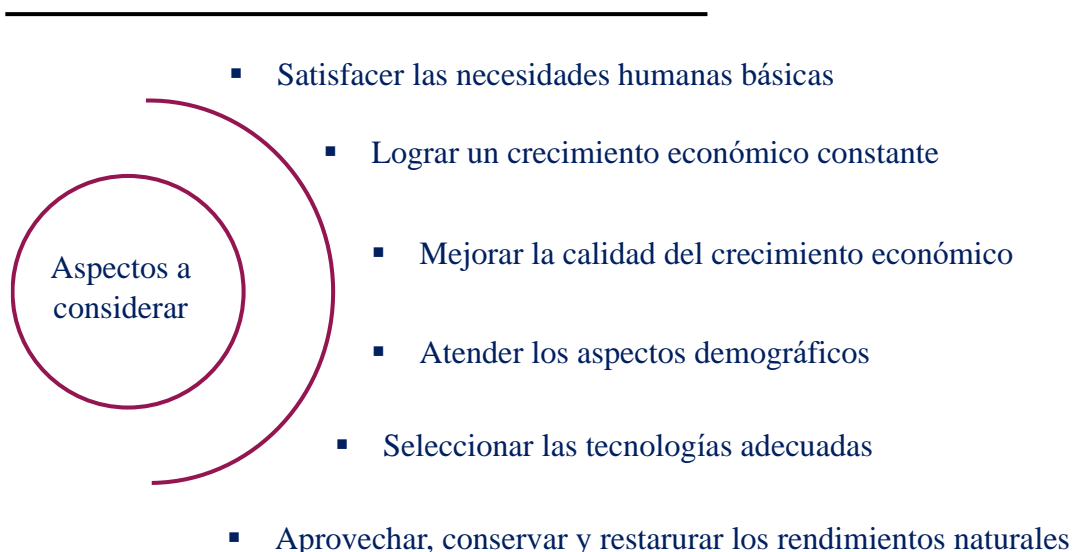 ▪ Satisfacer las necesidades humanas básicas
▪ Lograr un crecimiento económico constante
▪ Mejorar la calidad del crecimiento económico
Aspectos a
considerar
▪ Atender los aspectos demográficos
▪ Seleccionar las tecnologías adecuadas
▪ Aprovechar, conservar y restarurar los rendimientos naturales